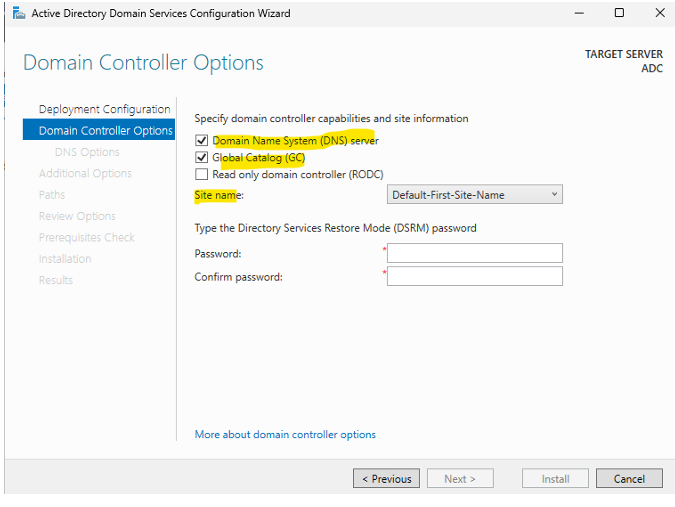 Active Directory Domain Services Configuration Wizard
Domain Controller Options
TARGET SERVER
ADC
Deployment Configuration
Domain Controller Options
DNS Options
Additional Options
Paths
Review Options
Prerequisites Check
Installation
Results
Specify domain controller capabilities and site information
Domain Name System (DNS) server
Global Catalog (GC)
Read only domain controller (RODC)
Site name: Default-First-Site-Name
Type the Directory Services Restore Mode (DSRM) password
Password: *
Confirm password: *
More about domain controller options
< Previous Next > Install Cancel